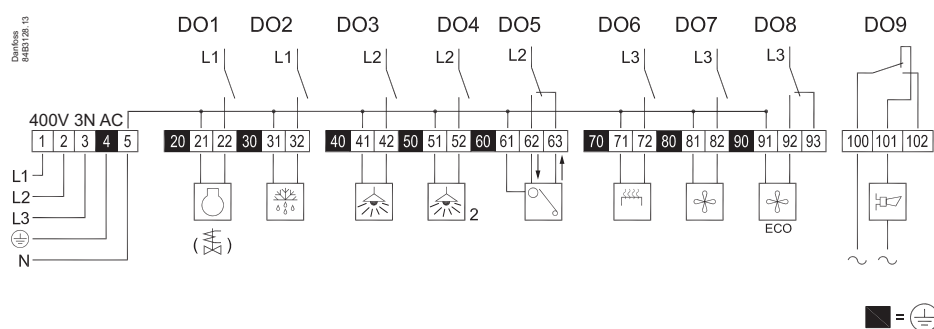 Danfoss
84B3128.13
DO1 DO2 DO3 DO4 DO5 DO6 DO7 DO8 DO9
L1 L1 L2 L2 L2 L3 L3 L3
400V 3N AC
1 2 3 4 5 20 21 22 30 31 32 40 41 42 50 51 52 60 61 62 63 70 71 72 80 81 82 90 91 92 93 100 101 102
L1
L2
L3
N
2
ECO
( )
=